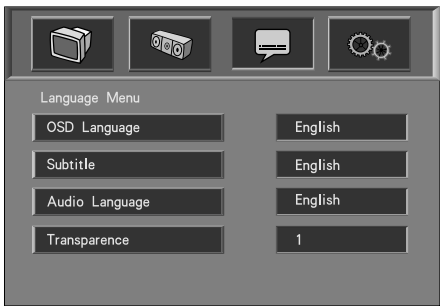 Language Menu
OSD Language English
Subtitle English
Audio Language English
Transparence 1